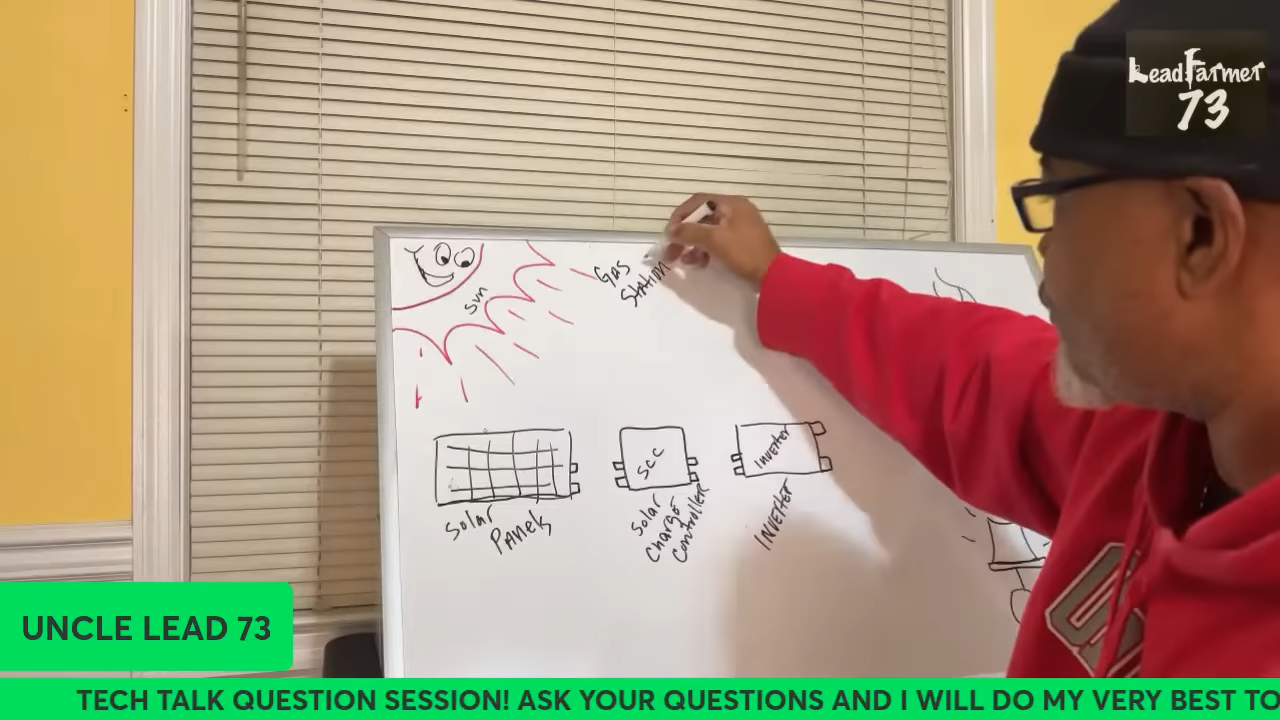 LeadFarmer
73
Sun
Gas
Station
SCC
Inverter
Solar
Panels
Solar
Charge
Controller
Inverter
UNCLE LEAD 73
TECH TALK QUESTION SESSION! ASK YOUR QUESTIONS AND I WILL DO MY VERY BEST TO